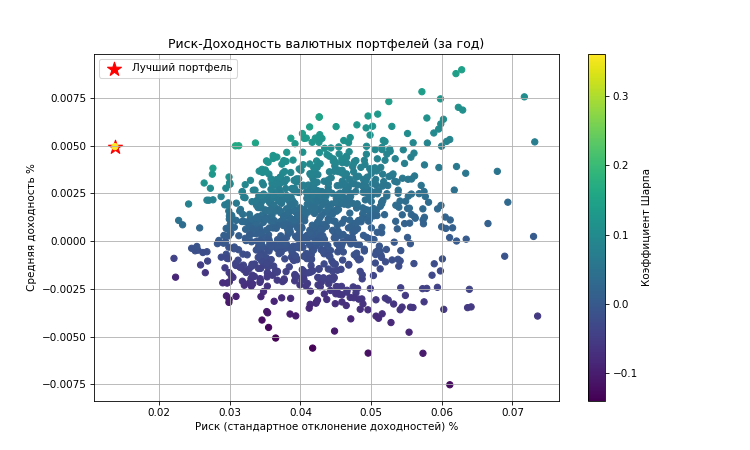 Риск-Доходность валютных портфелей (за год)
Лучший портфель
Средняя доходность %
0.0075
0.0050
0.0025
0.0000
−0.0025
−0.0050
−0.0075
0.02 0.03 0.04 0.05 0.06 0.07
Риск (стандартное отклонение доходностей) %
0.3
0.2
0.1
0.0
−0.1
Коэффициент Шарпа